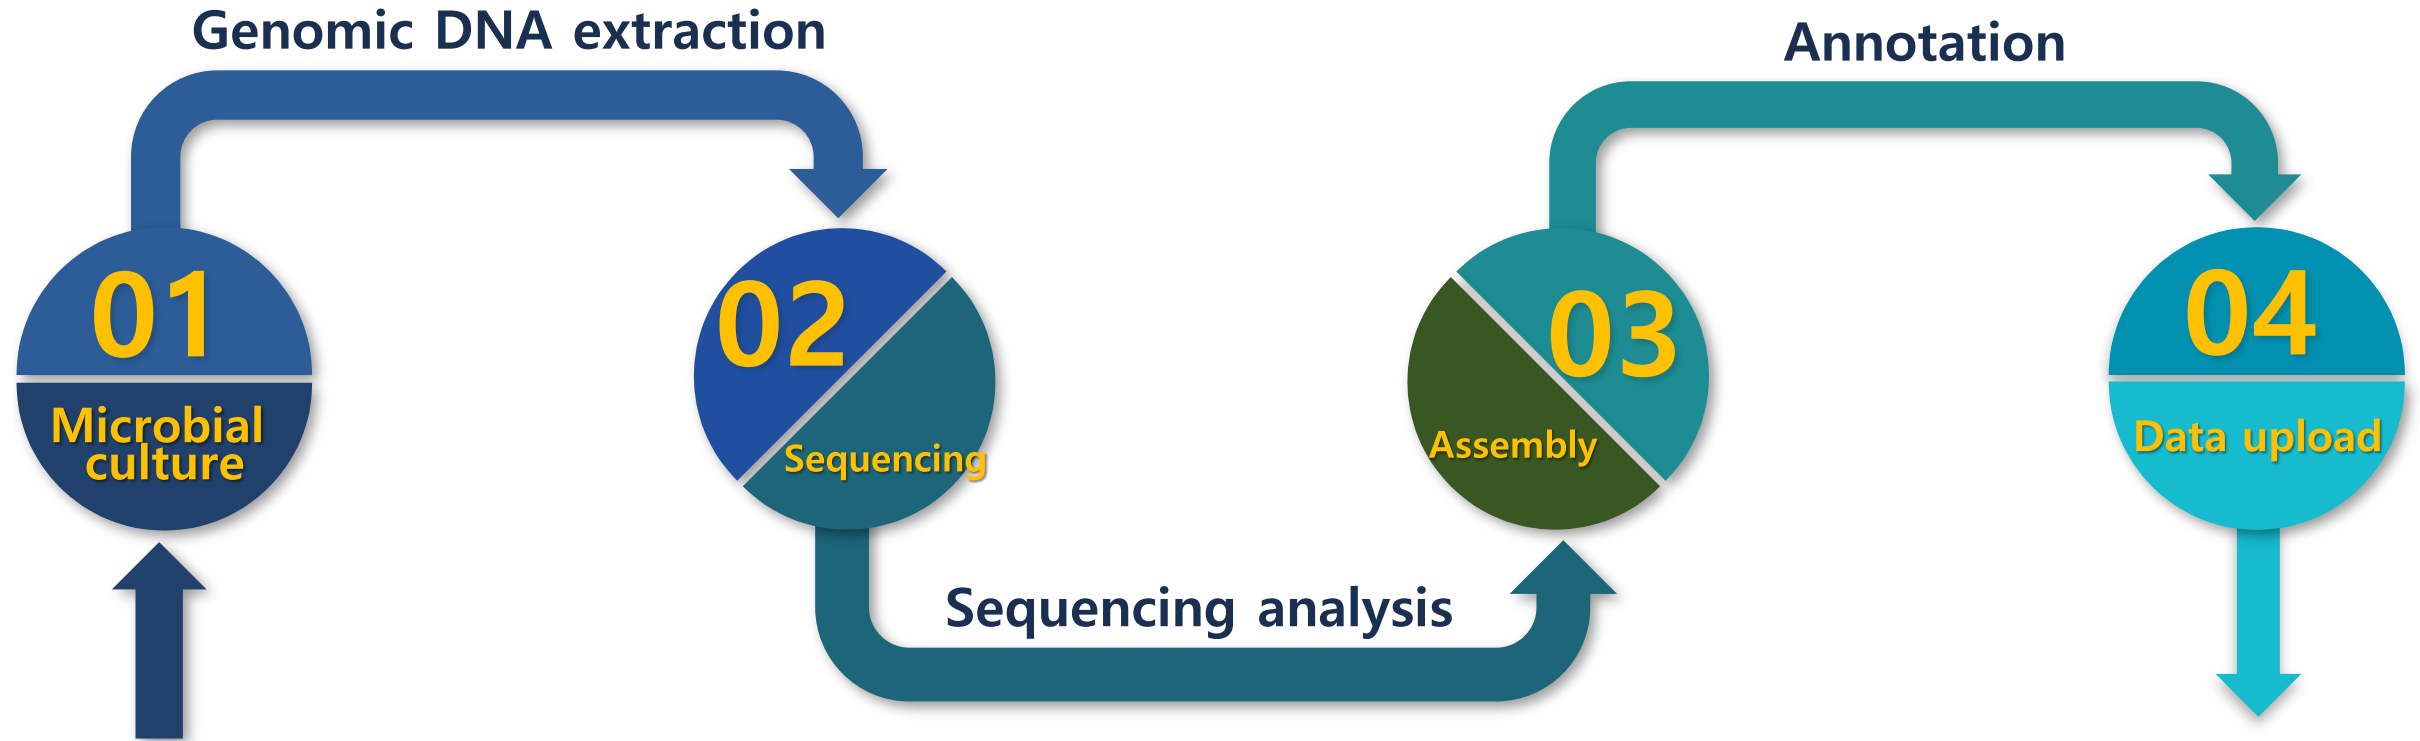 Genomic DNA extraction
Annotation
01
Microbial
culture
02
Sequencing
Sequencing analysis
03
Assembly
04
Data upload